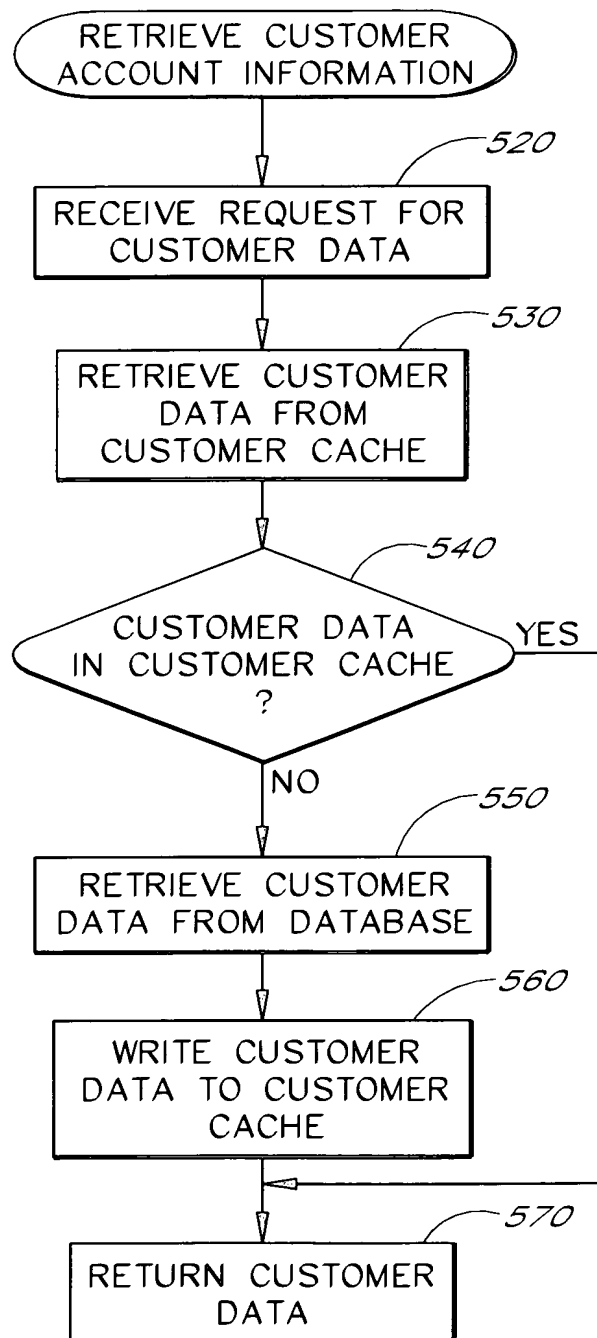 RETRIEVE CUSTOMER
ACCOUNT INFORMATION
520
RECEIVE REQUEST FOR
CUSTOMER DATA
530
RETRIEVE CUSTOMER
DATA FROM
CUSTOMER CACHE
540
CUSTOMER DATA
IN CUSTOMER CACHE
?
YES
NO
550
RETRIEVE CUSTOMER
DATA FROM DATABASE
560
WRITE CUSTOMER
DATA TO CUSTOMER
CACHE
570
RETURN CUSTOMER
DATA